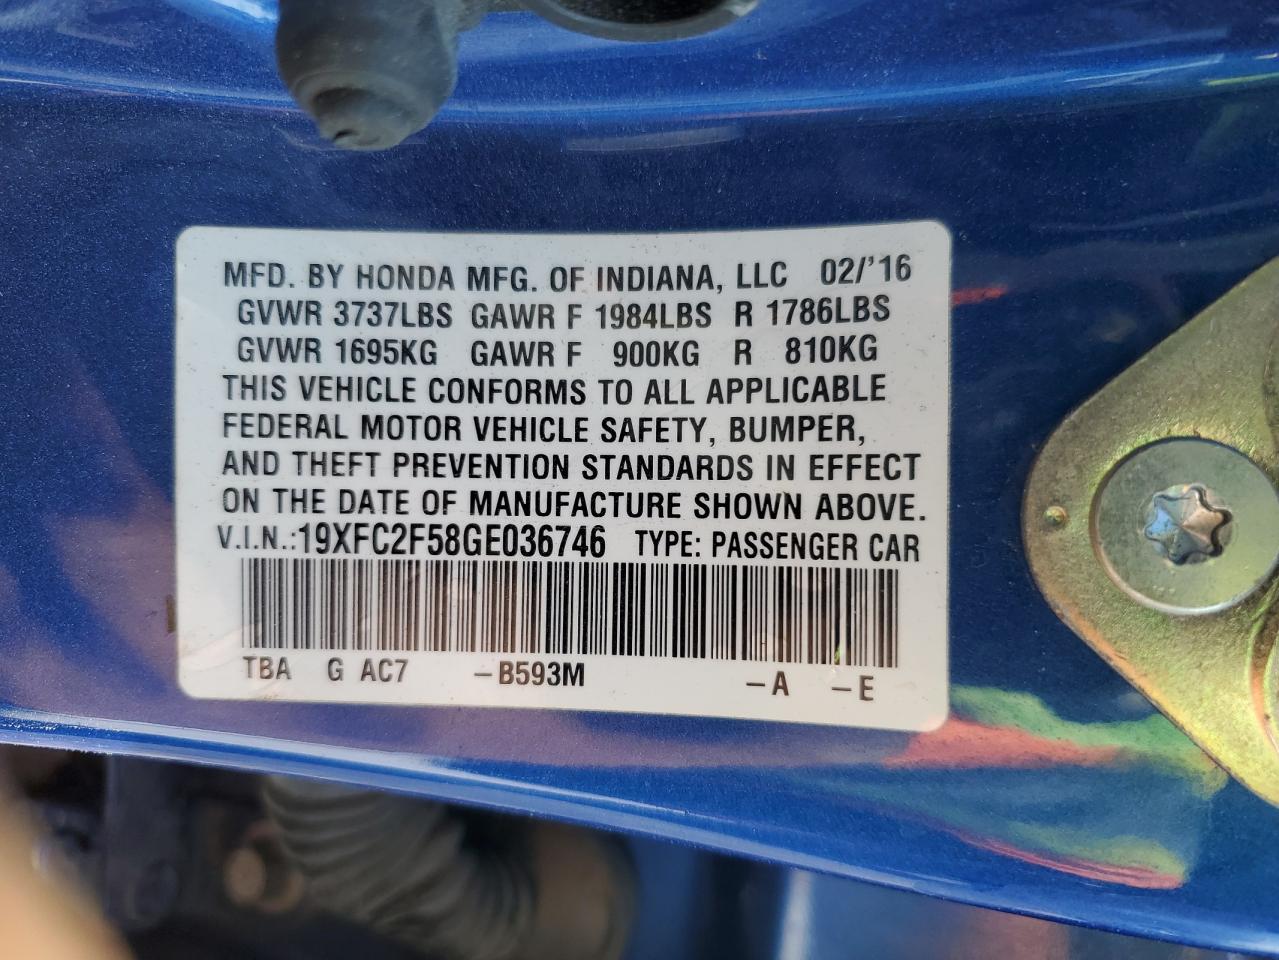 MFD. BY HONDA MFG. OF INDIANA, LLC 02/'16
GVWR 3737LBS GAWR F 1984LBS R 1786LBS
GVWR 1695KG GAWR F 900KG R 810KG
THIS VEHICLE CONFORMS TO ALL APPLICABLE
FEDERAL MOTOR VEHICLE SAFETY, BUMPER,
AND THEFT PREVENTION STANDARDS IN EFFECT
ON THE DATE OF MANUFACTURE SHOWN ABOVE.
V.I.N.:19XFC2F58GE036746 TYPE: PASSENGER CAR
TBA G AC7 -B593M -A -E